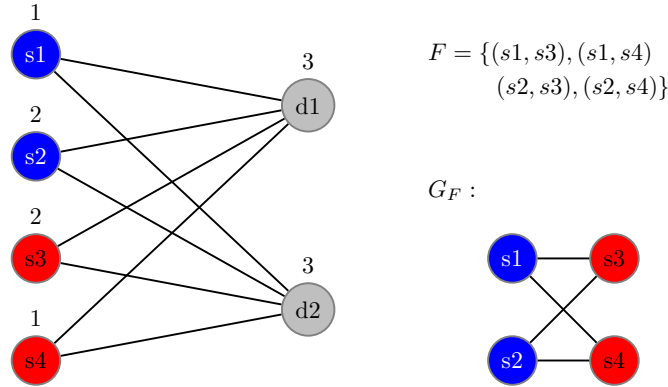 1
s1
2
s2
2
s3
1
s4
3
d1
3
d2
F = {(s1, s3), (s1, s4)
(s2, s3), (s2, s4)}
G_F :
s1
s3
s2
s4